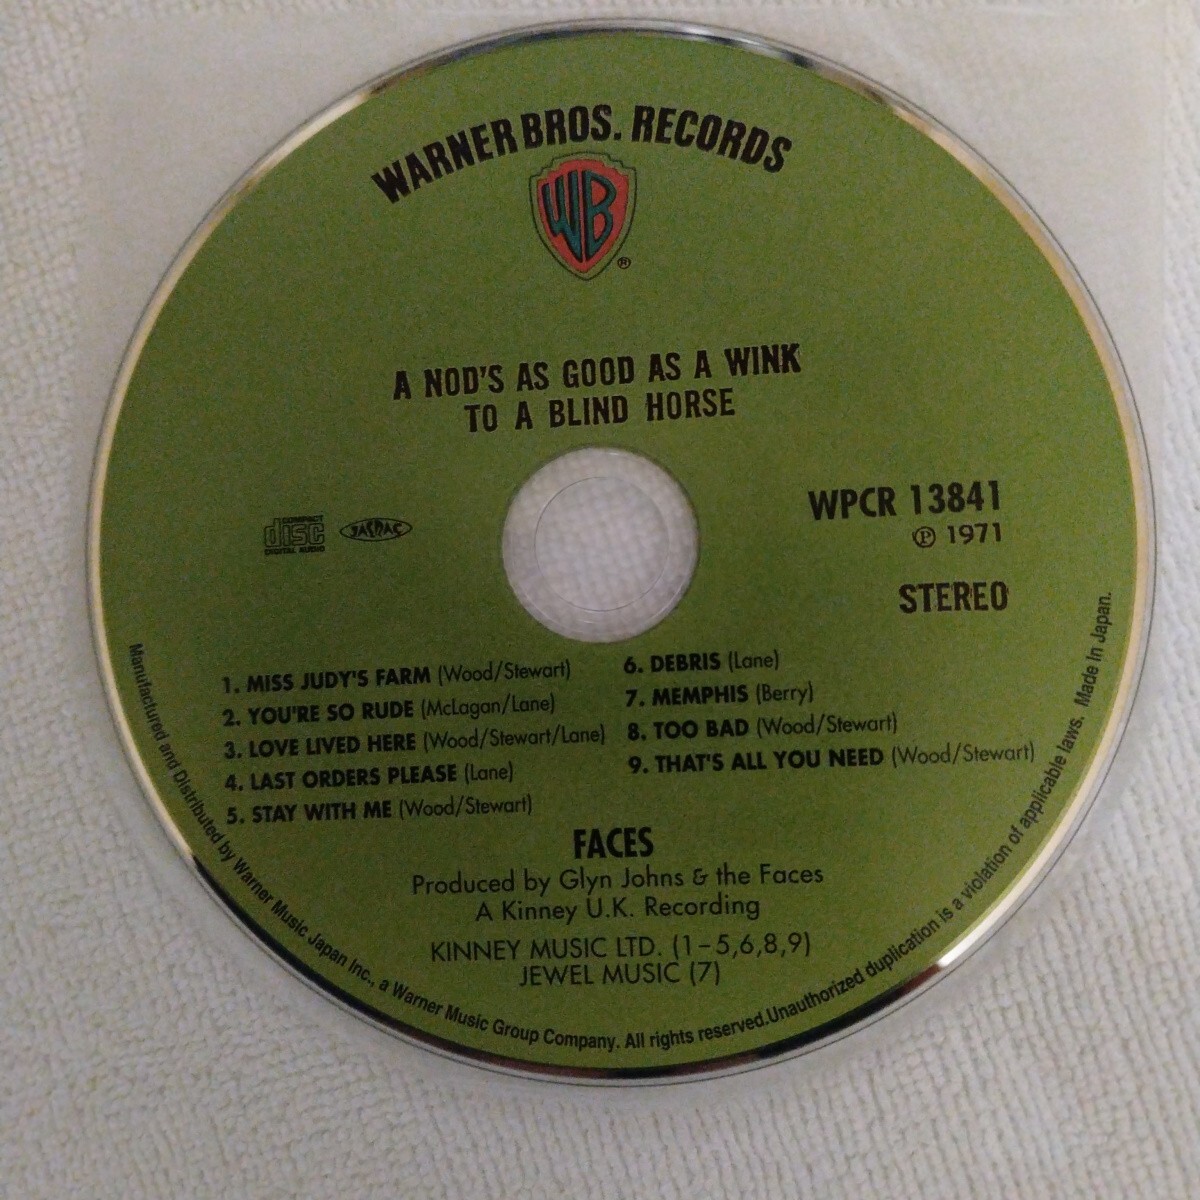 WARNER BROS. RECORDS
WB
®
A NOD'S AS GOOD AS A WINK
TO A BLIND HORSE
COMPACT
disc
DIGITAL AUDIO
JASRAC
WPCR 13841
Ⓟ 1971
STEREO
1. MISS JUDY'S FARM (Wood/Stewart)
2. YOU'RE SO RUDE (McLagan/Lane)
3. LOVE LIVED HERE (Wood/Stewart/Lane)
4. LAST ORDERS PLEASE (Lane)
5. STAY WITH ME (Wood/Stewart)
6. DEBRIS (Lane)
7. MEMPHIS (Berry)
8. TOO BAD (Wood/Stewart)
9. THAT'S ALL YOU NEED (Wood/Stewart)
FACES
Produced by Glyn Johns & the Faces
A Kinney U.K. Recording
KINNEY MUSIC LTD. (1-5,6,8,9)
JEWEL MUSIC (7)
Manufactured and Distributed by Warner Music Japan Inc., a Warner Music Group Company. All rights reserved.Unauthorized duplication is a violation of applicable laws. Made In Japan.